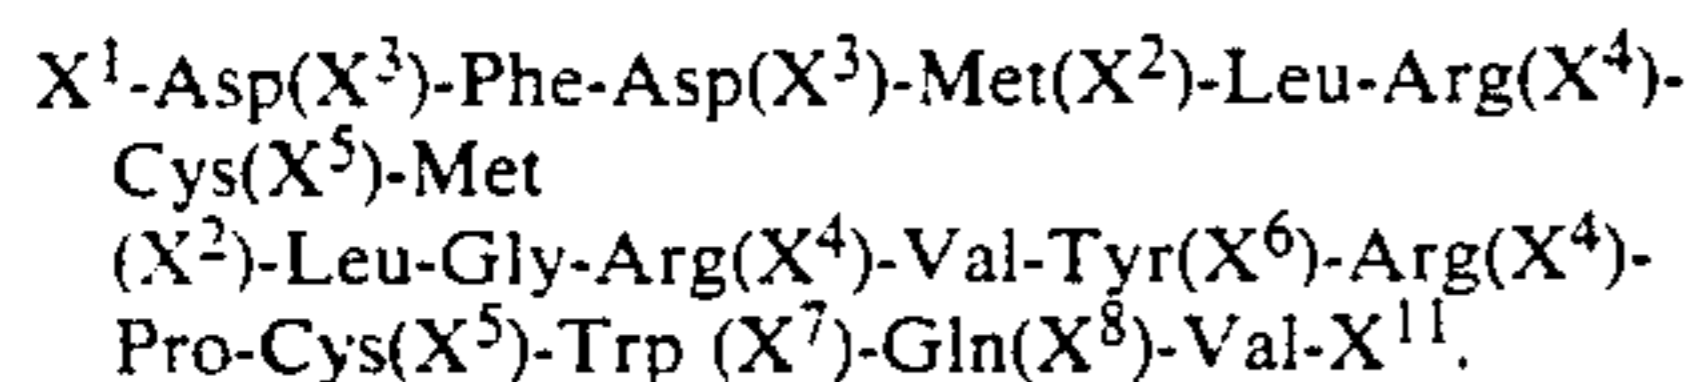 X¹-Asp(X³)-Phe-Asp(X³)-Met(X²)-Leu-Arg(X⁴)-
Cys(X⁵)-Met
(X²)-Leu-Gly-Arg(X⁴)-Val-Tyr(X⁶)-Arg(X⁴)-
Pro-Cys(X⁵)-Trp (X⁷)-Gln(X⁸)-Val-X¹¹.